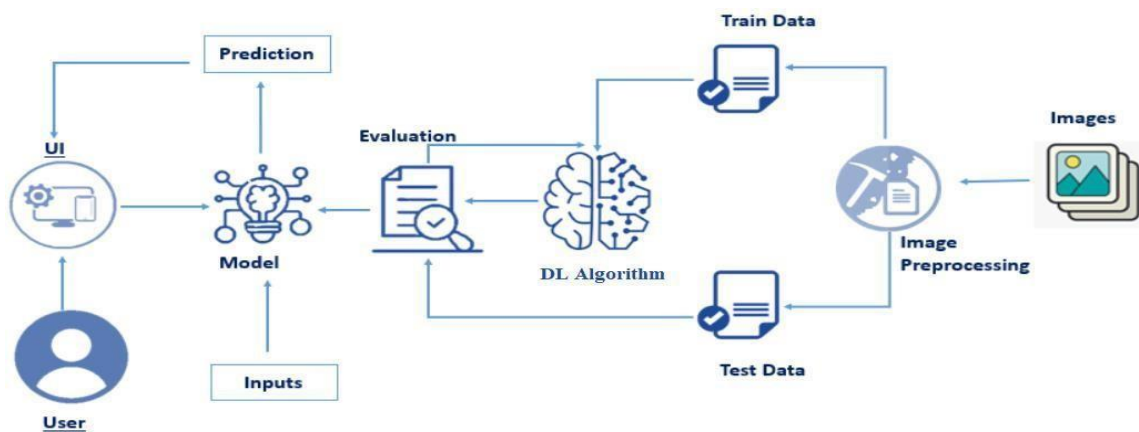 Train Data
Prediction
Images
Evaluation
UI
Image
Preprocessing
Model
DL Algorithm
Test Data
Inputs
User